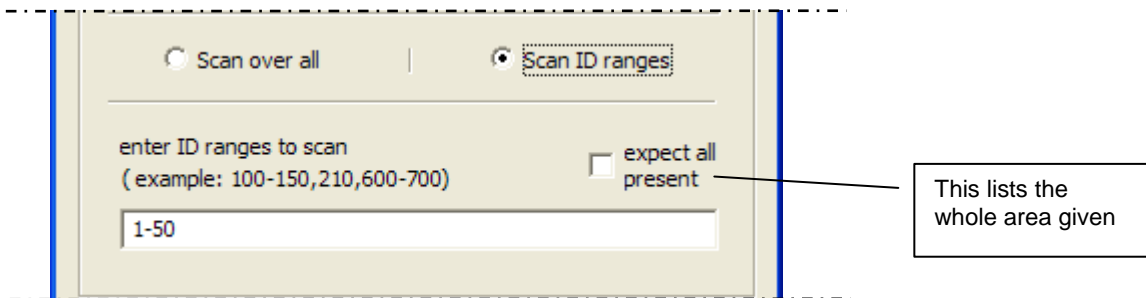 Scan over all | Scan ID ranges
enter ID ranges to scan
( example: 100-150,210,600-700)
expect all
present
1-50
This lists the
whole area given